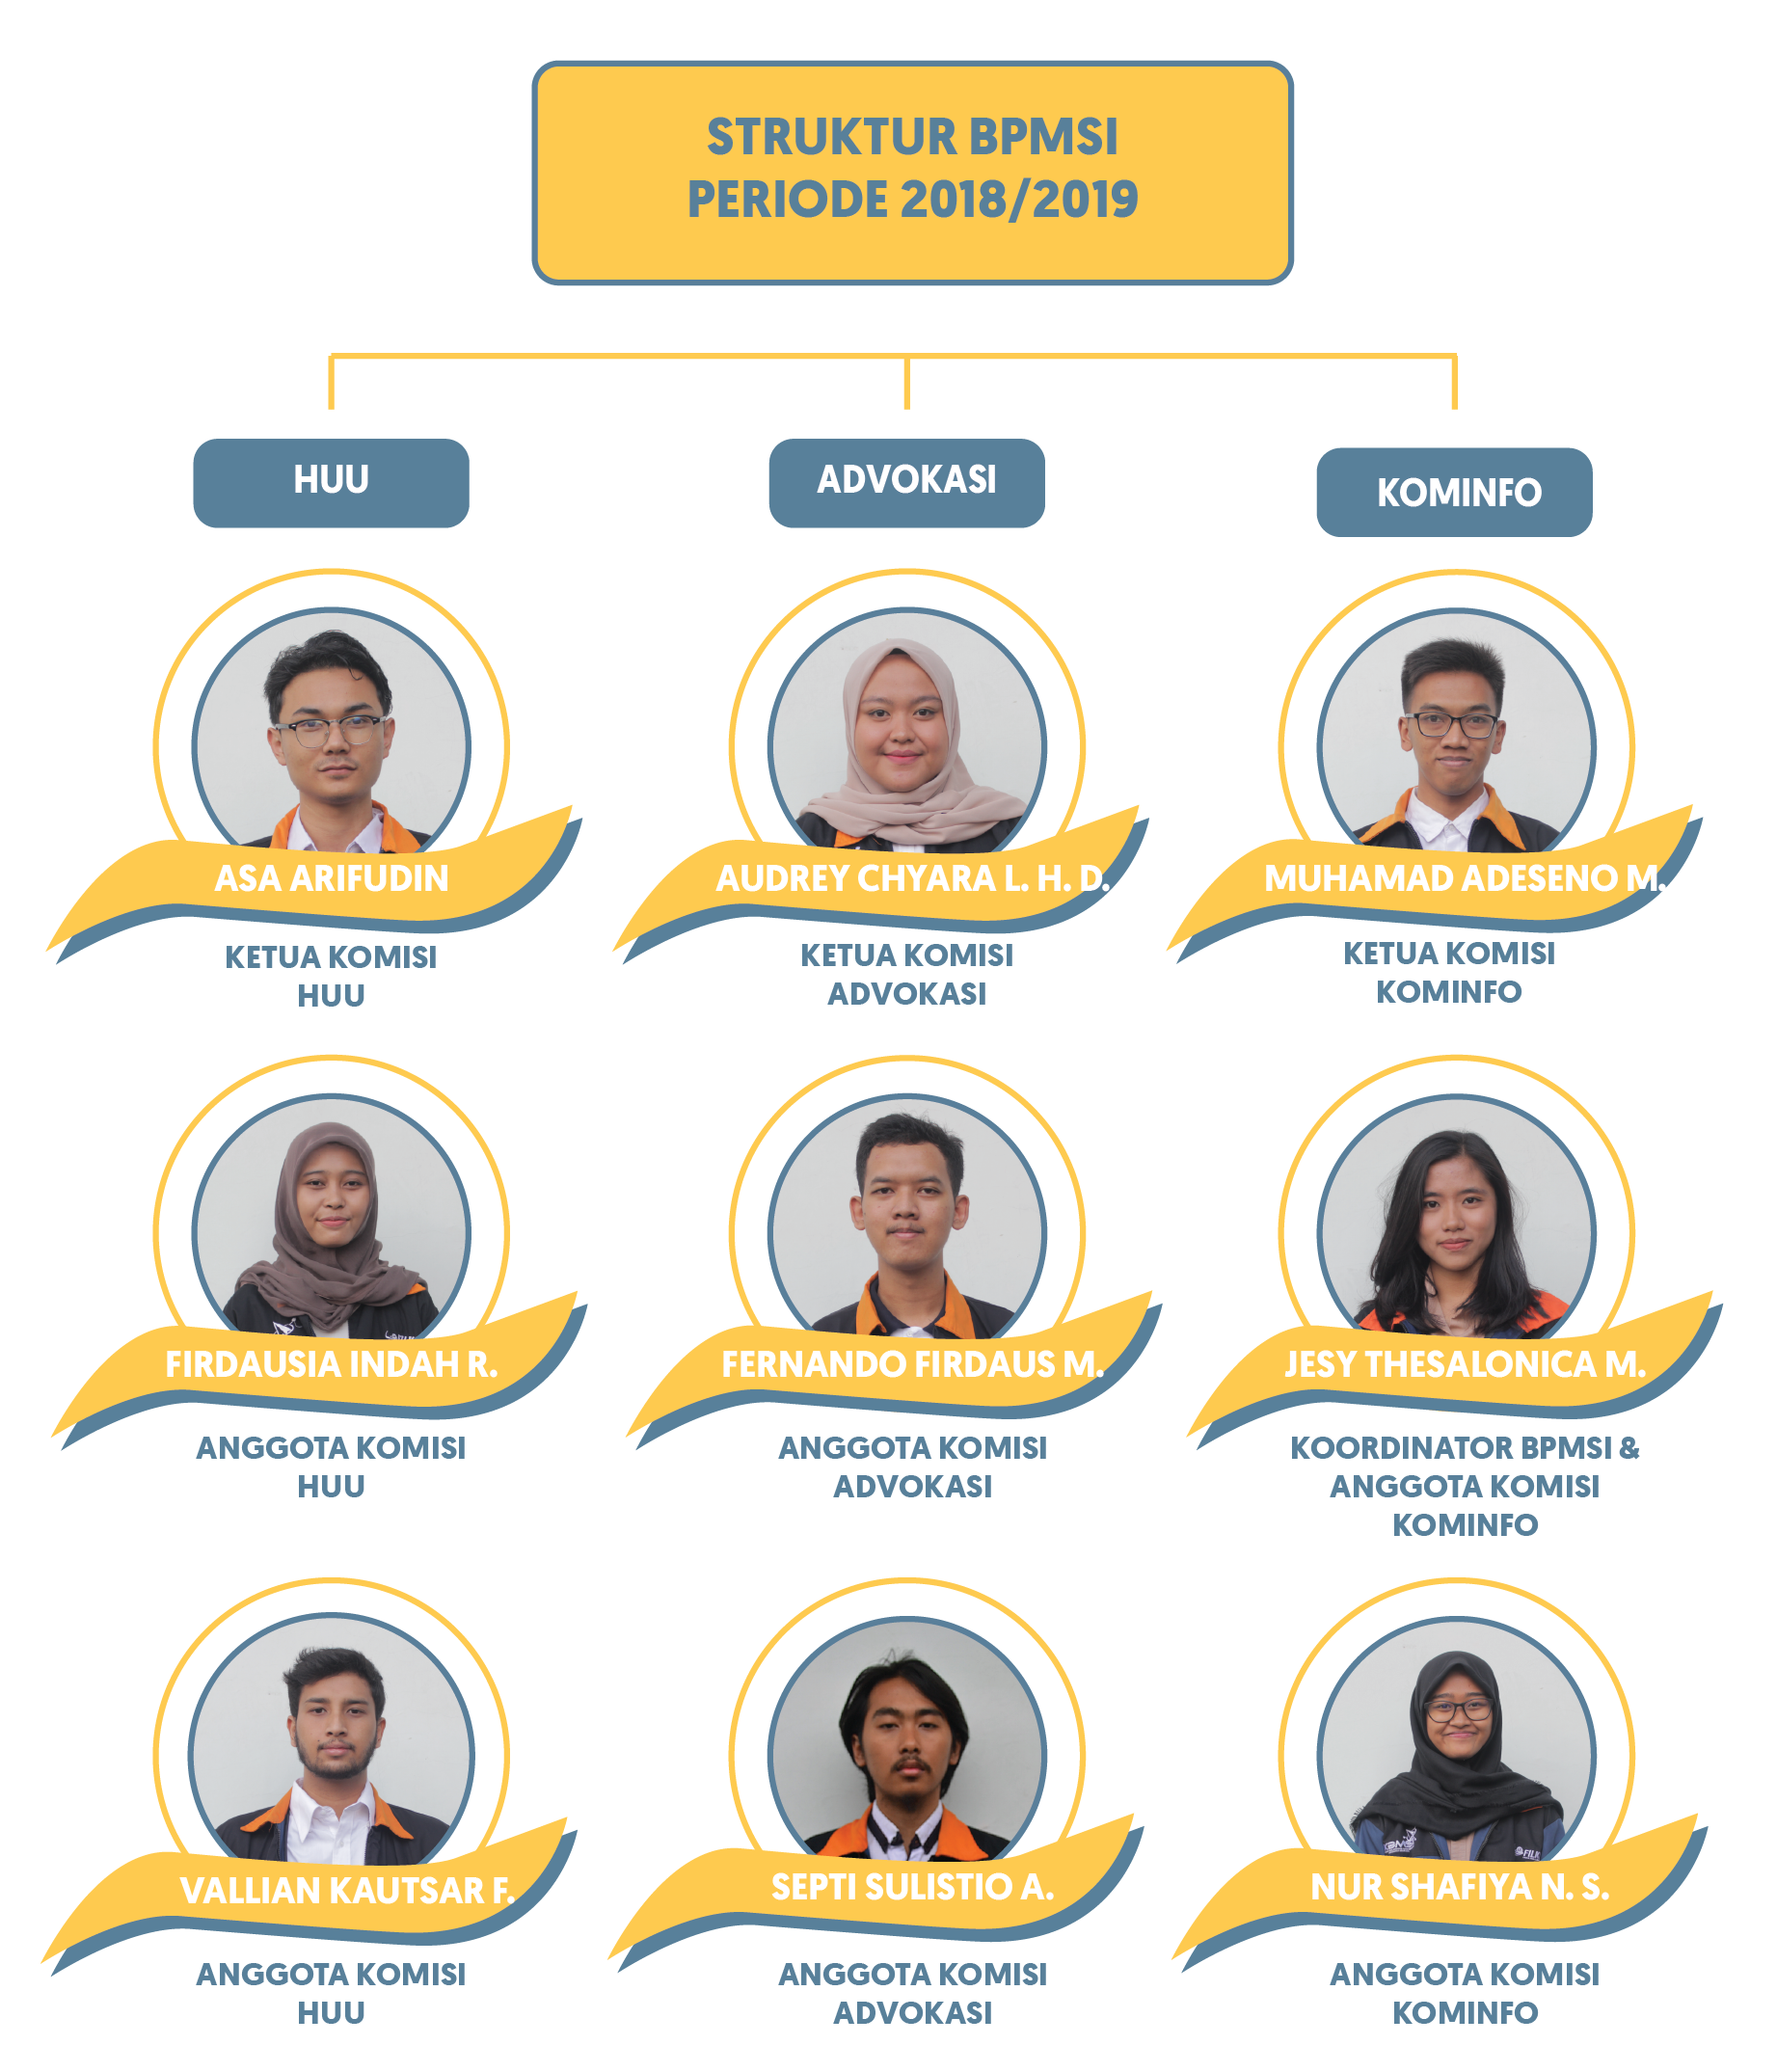 STRUKTUR BPMSI
PERIODE 2018/2019
HUU
ADVOKASI
KOMINFO
ASA ARIFUDIN
KETUA KOMISI
HUU
AUDREY CHYARA L. H. D.
KETUA KOMISI
ADVOKASI
MUHAMAD ADESENO M.
KETUA KOMISI
KOMINFO
FIRDAUSIA INDAH R.
ANGGOTA KOMISI
HUU
FERNANDO FIRDAUS M.
ANGGOTA KOMISI
ADVOKASI
JESY THESALONICA M.
KOORDINATOR BPMSI &
ANGGOTA KOMISI
KOMINFO
VALLIAN KAUTSAR F.
ANGGOTA KOMISI
HUU
SEPTI SULISTIO A.
ANGGOTA KOMISI
ADVOKASI
NUR SHAFIYA N. S.
ANGGOTA KOMISI
KOMINFO